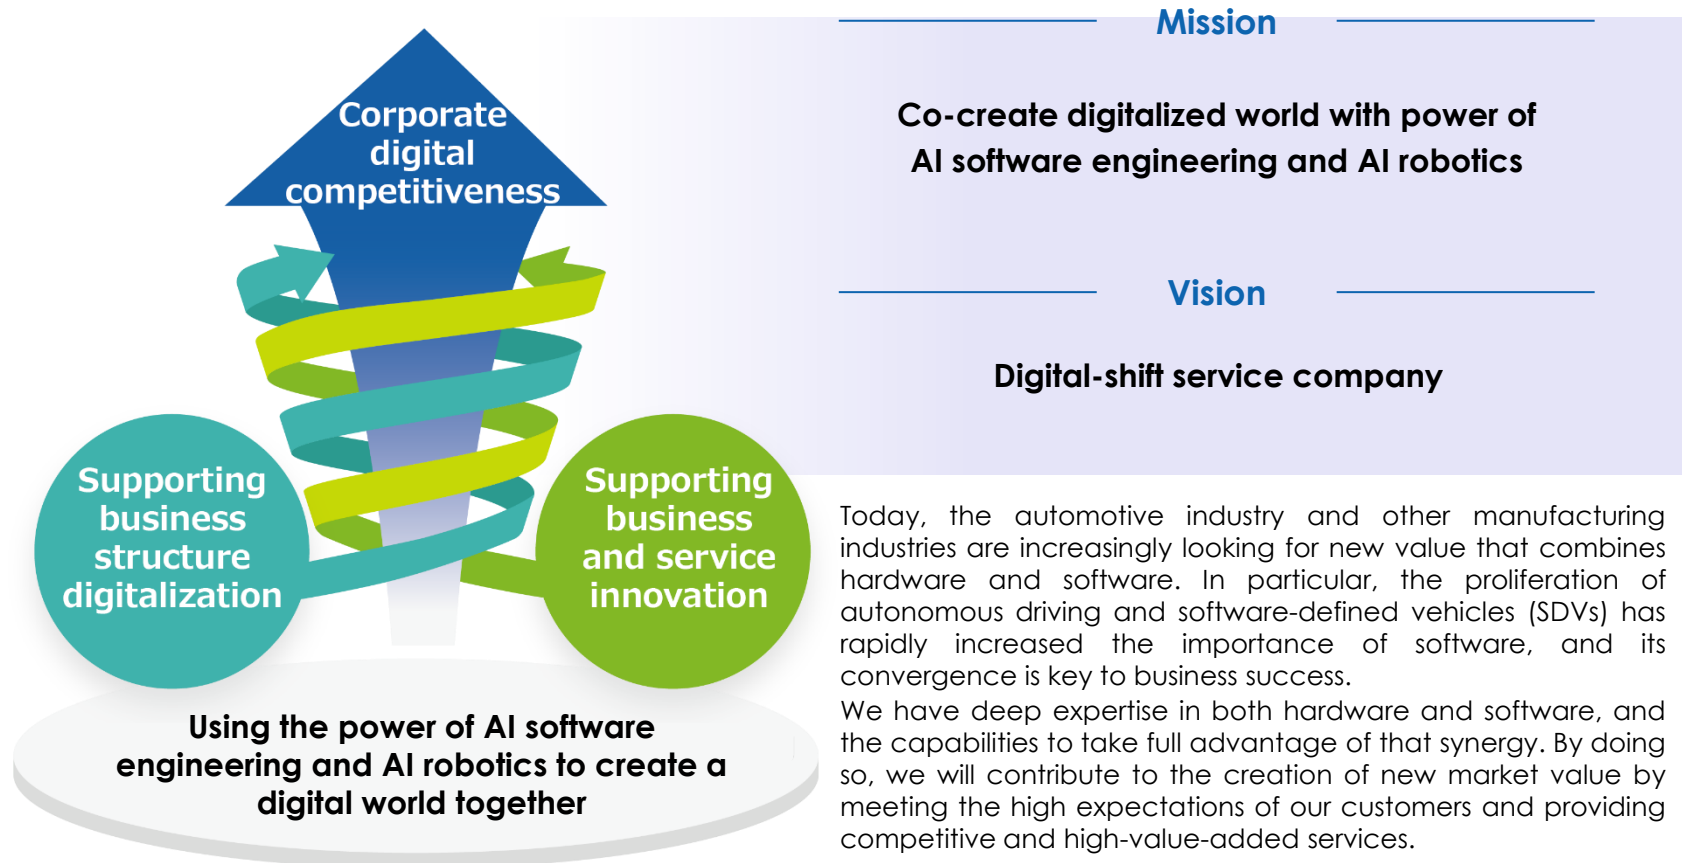 Corporate
digital
competitiveness
Supporting
business
structure
digitalization
Supporting
business
and service
innovation
Using the power of AI software
engineering and AI robotics to create a
digital world together
Mission
Co-create digitalized world with power of
AI software engineering and AI robotics
Vision
Digital-shift service company
Today, the automotive industry and other manufacturing
industries are increasingly looking for new value that combines
hardware and software. In particular, the proliferation of
autonomous driving and software-defined vehicles (SDVs) has
rapidly increased the importance of software, and its
convergence is key to business success.
We have deep expertise in both hardware and software, and
the capabilities to take full advantage of that synergy. By doing
so, we will contribute to the creation of new market value by
meeting the high expectations of our customers and providing
competitive and high-value-added services.